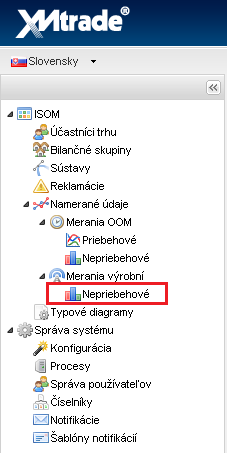 XMtrade®
Slovensky
ISOM
Účastníci trhu
Bilančné skupiny
Sústavy
Reklamácie
Namerané údaje
Merania OOM
Priebehové
Nepriebehové
Merania výrobní
Nepriebehové
Typové diagramy
Správa systému
Konfigurácia
Procesy
Správa používateľov
Číselníky
Notifikácie
Šablóny notifikácií